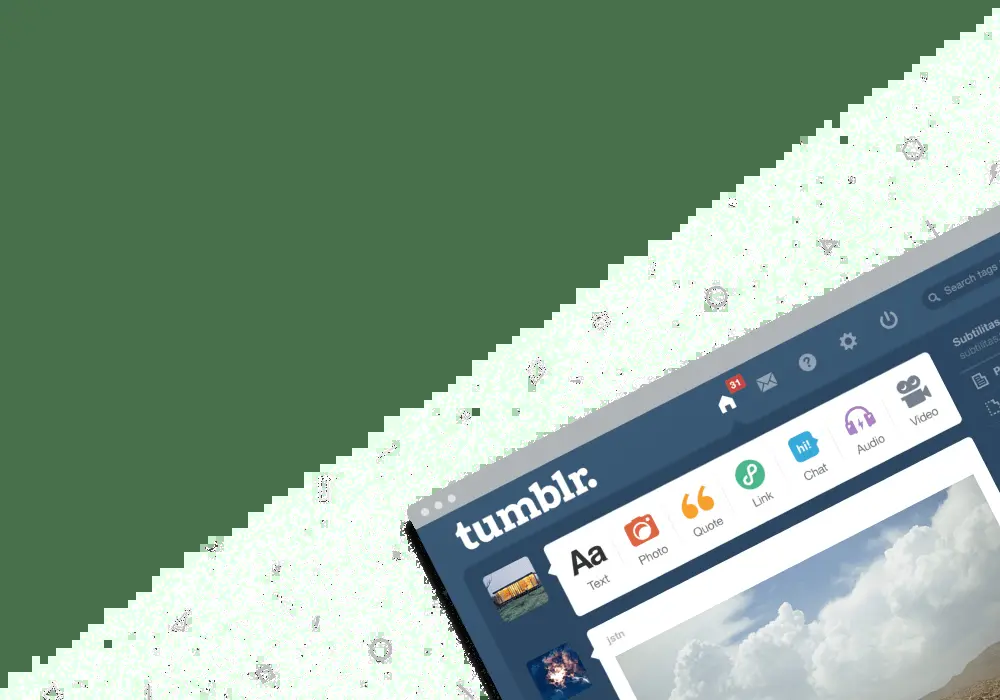 31
?
Search tags
Subtilitas
subtilitas.
P
tumblr.
Aa
Text
Photo
Quote
Link
hi!
Chat
Audio
Video
jstn